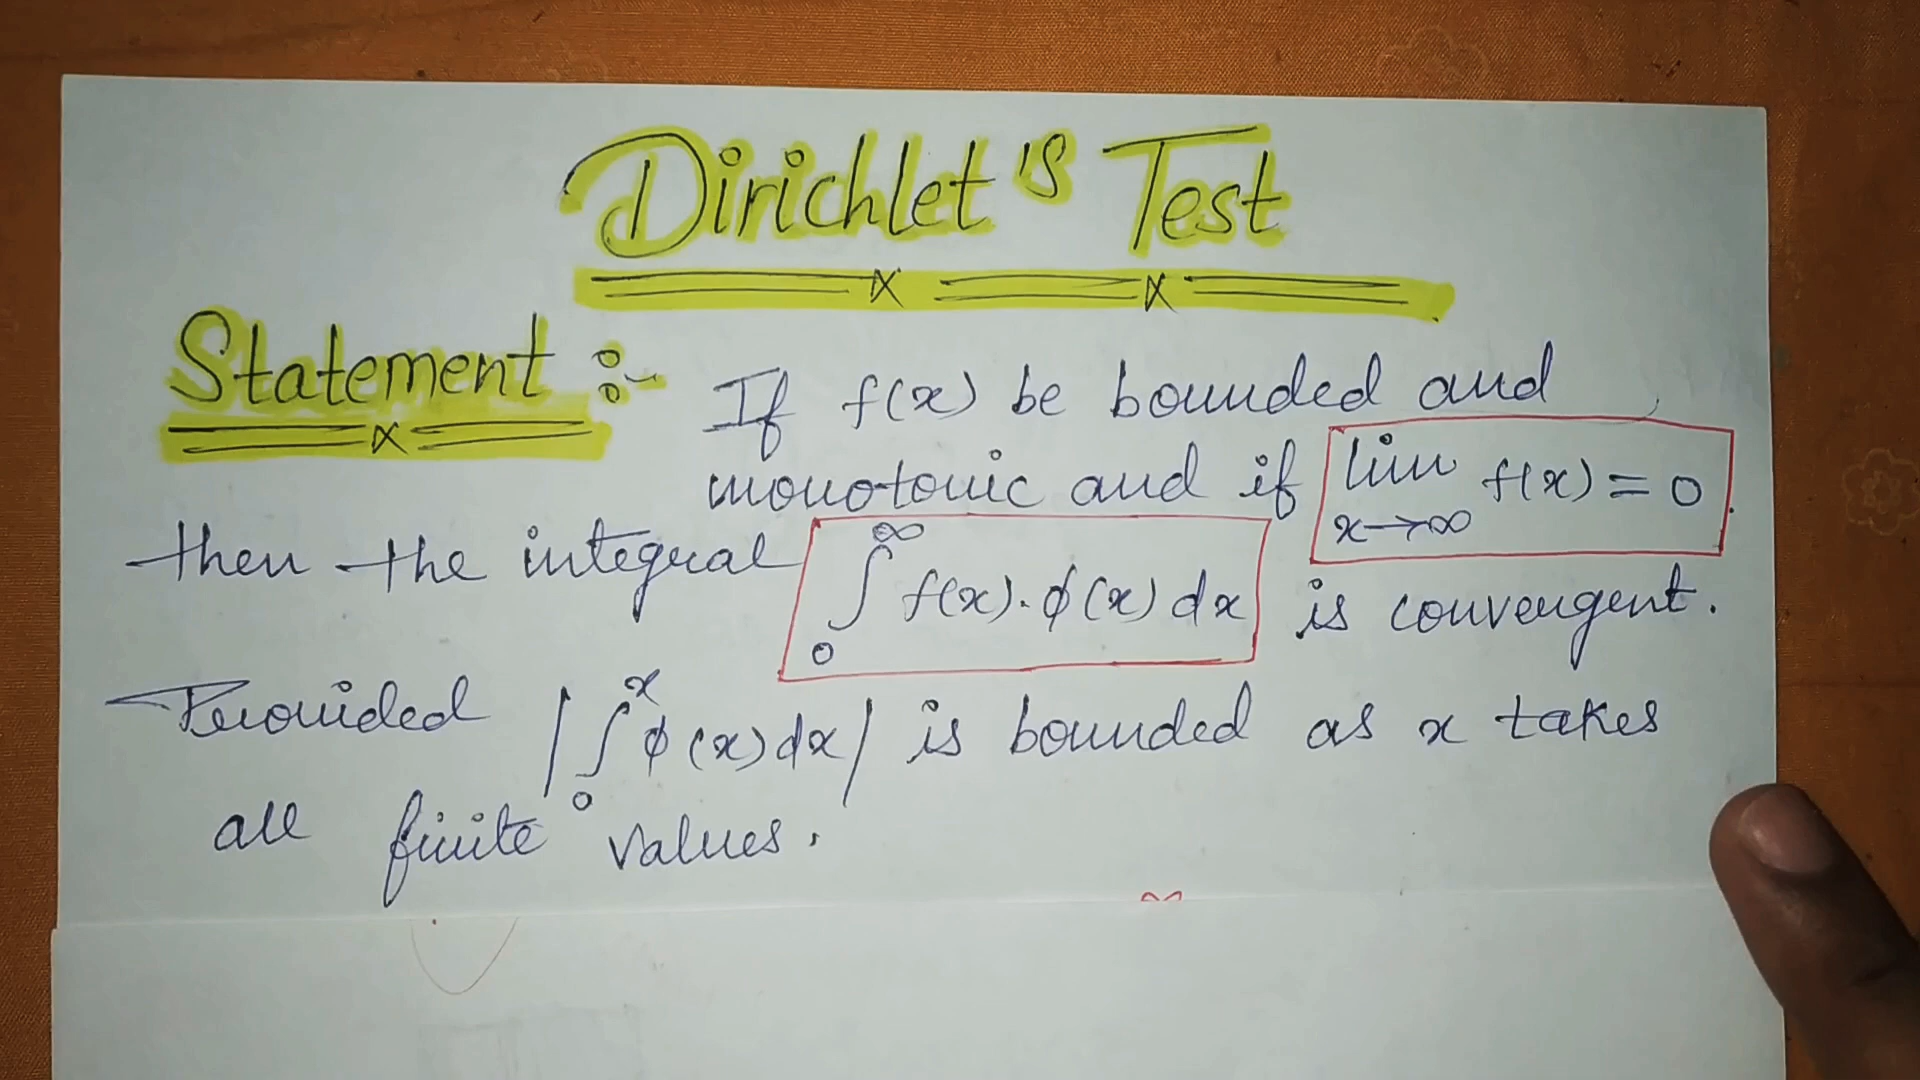 Dirichlet's Test
Statement :- If f(x) be bounded and
monotonic and if lim x→∞ f(x) = 0
then the integral ∫₀^∞ f(x)·ϕ(x) dx is convergent.
Provided |∫₀^x ϕ(x) dx| is bounded as x takes
all finite values.